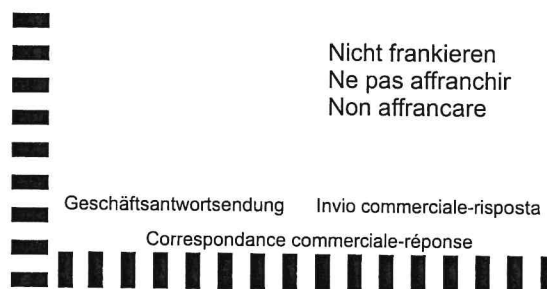 Nicht frankieren
Ne pas affranchir
Non affrancare
Geschäftsantwortsendung Invio commerciale-risposta
Correspondance commerciale-réponse